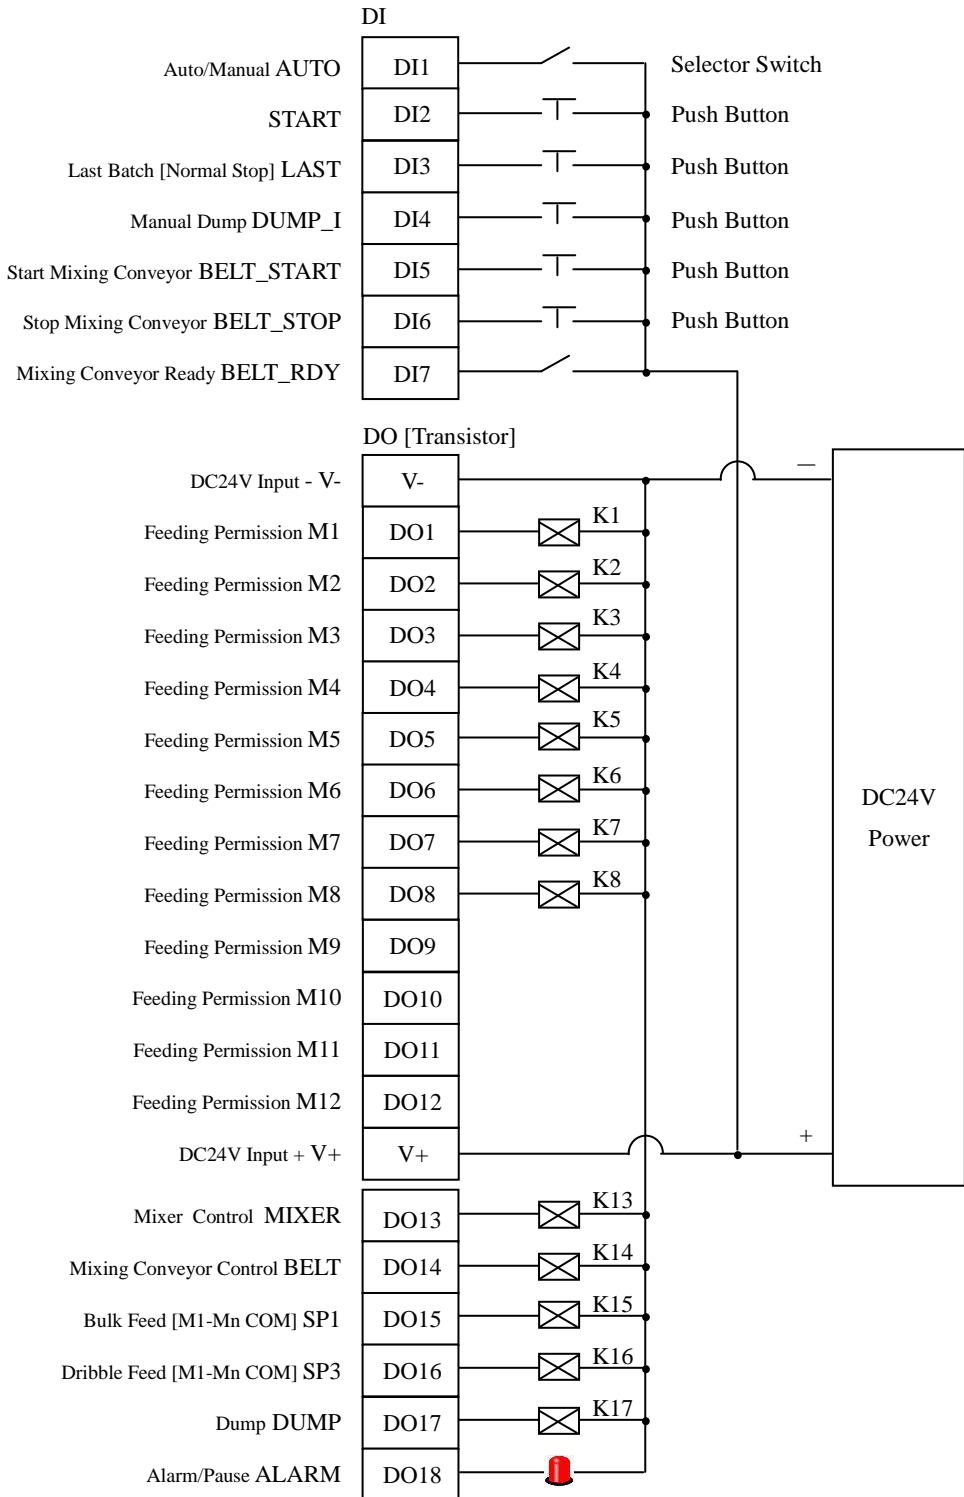 DI
Auto/Manual AUTO DI1 Selector Switch
START DI2 Push Button
Last Batch [Normal Stop] LAST DI3 Push Button
Manual Dump DUMP_I DI4 Push Button
Start Mixing Conveyor BELT_START DI5 Push Button
Stop Mixing Conveyor BELT_STOP DI6 Push Button
Mixing Conveyor Ready BELT_RDY DI7
DO [Transistor]
DC24V Input - V- V- —
Feeding Permission M1 DO1 K1
Feeding Permission M2 DO2 K2
Feeding Permission M3 DO3 K3
Feeding Permission M4 DO4 K4
Feeding Permission M5 DO5 K5
Feeding Permission M6 DO6 K6
DC24V
Power
Feeding Permission M7 DO7 K7
Feeding Permission M8 DO8 K8
Feeding Permission M9 DO9
Feeding Permission M10 DO10
Feeding Permission M11 DO11
Feeding Permission M12 DO12
DC24V Input + V+ V+ +
Mixer Control MIXER DO13 K13
Mixing Conveyor Control BELT DO14 K14
Bulk Feed [M1-Mn COM] SP1 DO15 K15
Dribble Feed [M1-Mn COM] SP3 DO16 K16
Dump DUMP DO17 K17
Alarm/Pause ALARM DO18